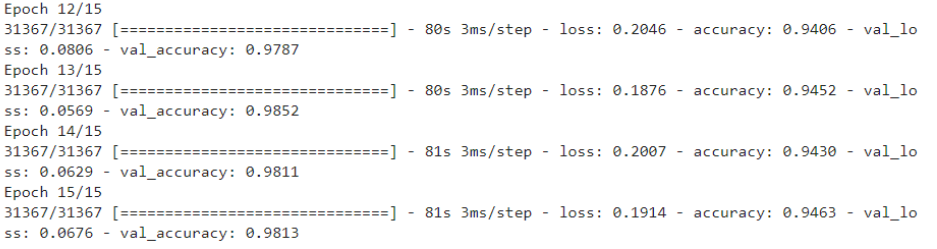 Epoch 12/15
31367/31367 [==============================] - 80s 3ms/step - loss: 0.2046 - accuracy: 0.9406 - val_lo
ss: 0.0806 - val_accuracy: 0.9787
Epoch 13/15
31367/31367 [==============================] - 80s 3ms/step - loss: 0.1876 - accuracy: 0.9452 - val_lo
ss: 0.0569 - val_accuracy: 0.9852
Epoch 14/15
31367/31367 [==============================] - 81s 3ms/step - loss: 0.2007 - accuracy: 0.9430 - val_lo
ss: 0.0629 - val_accuracy: 0.9811
Epoch 15/15
31367/31367 [==============================] - 81s 3ms/step - loss: 0.1914 - accuracy: 0.9463 - val_lo
ss: 0.0676 - val_accuracy: 0.9813